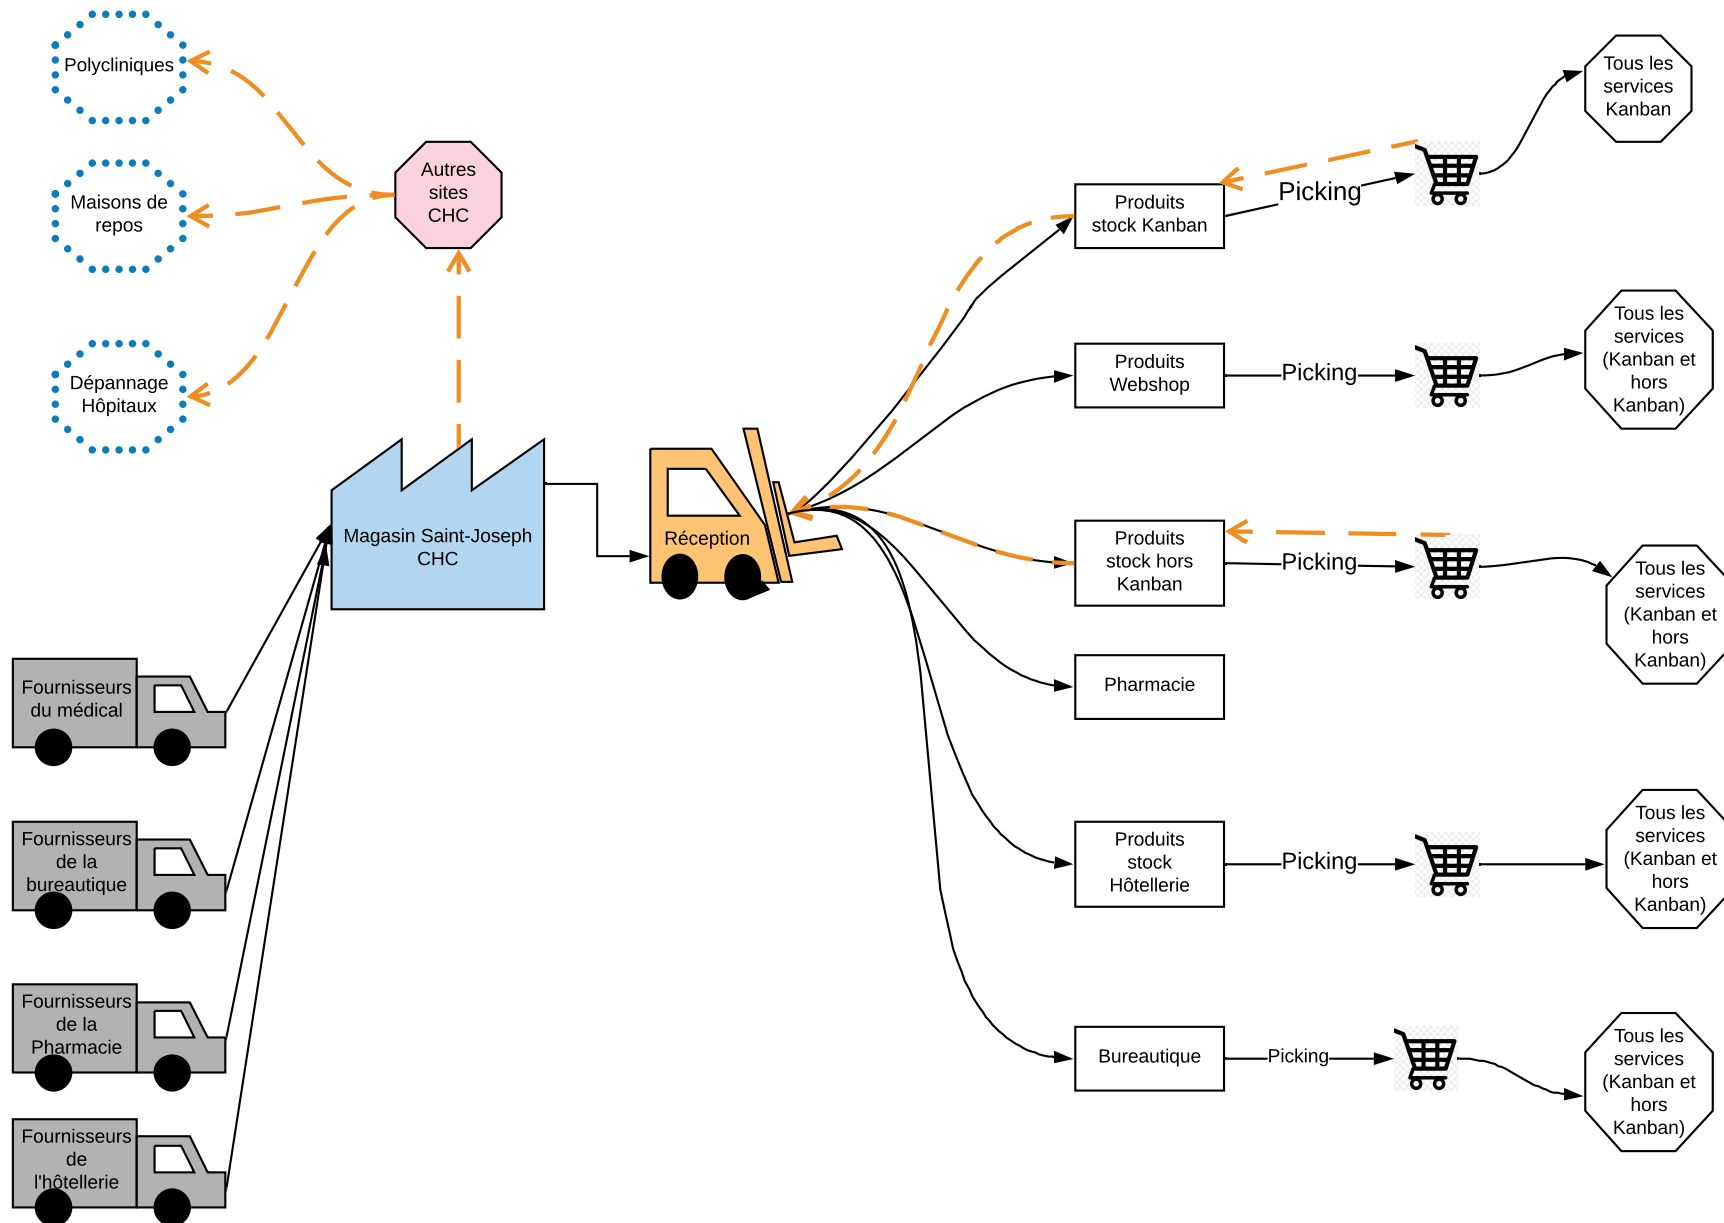 Polycliniques
Maisons de
repos
Dépannage
Hôpitaux
Autres
sites
CHC
Magasin Saint-Joseph
CHC
Fournisseurs
du médical
Fournisseurs
de la
bureautique
Fournisseurs
de la
Pharmacie
Fournisseurs
de
l'hôtellerie
Réception
Produits
stock Kanban
Picking
Tous les
services
Kanban
Produits
Webshop
Picking
Tous les
services
(Kanban et
hors
Kanban)
Produits
stock hors
Kanban
Picking
Tous les
services
(Kanban et
hors
Kanban)
Pharmacie
Produits
stock
Hôtellerie
Picking
Tous les
services
(Kanban et
hors
Kanban)
Bureautique
Picking
Tous les
services
(Kanban et
hors
Kanban)